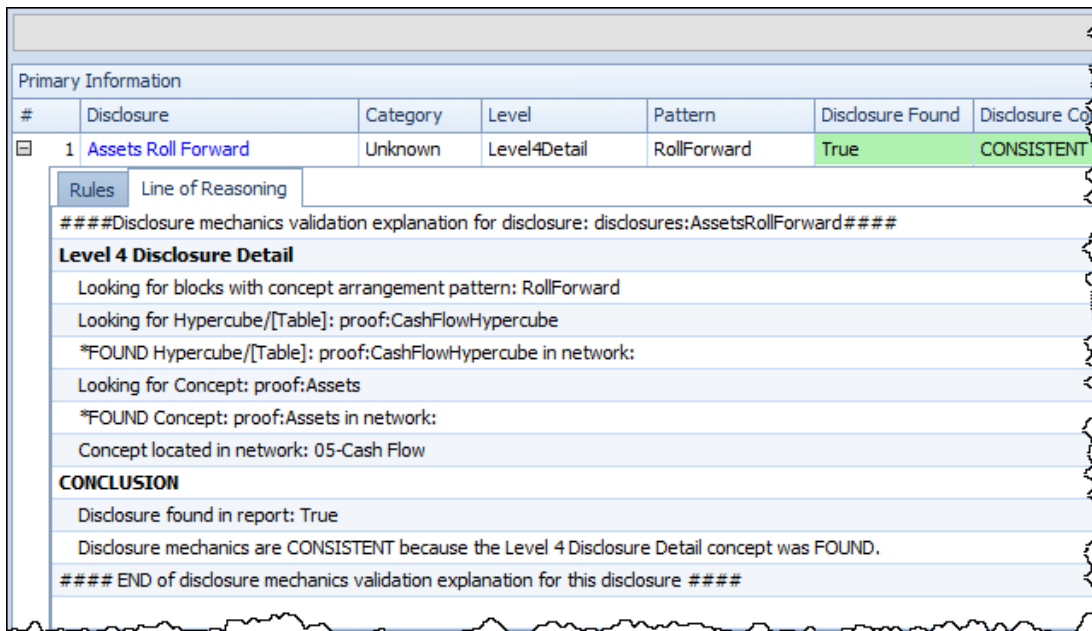 Primary Information
# Disclosure Category Level Pattern Disclosure Found Disclosure
1 Assets Roll Forward Unknown Level4Detail RollForward True CONSISTENT
Rules Line of Reasoning
####Disclosure mechanics validation explanation for disclosure: disclosures:AssetsRollForward####
Level 4 Disclosure Detail
Looking for blocks with concept arrangement pattern: RollForward
Looking for Hypercube/[Table]: proof:CashFlowHypercube
*FOUND Hypercube/[Table]: proof:CashFlowHypercube in network:
Looking for Concept: proof:Assets
*FOUND Concept: proof:Assets in network:
Concept located in network: 05-Cash Flow
CONCLUSION
Disclosure found in report: True
Disclosure mechanics are CONSISTENT because the Level 4 Disclosure Detail concept was FOUND.
#### END of disclosure mechanics validation explanation for this disclosure ####